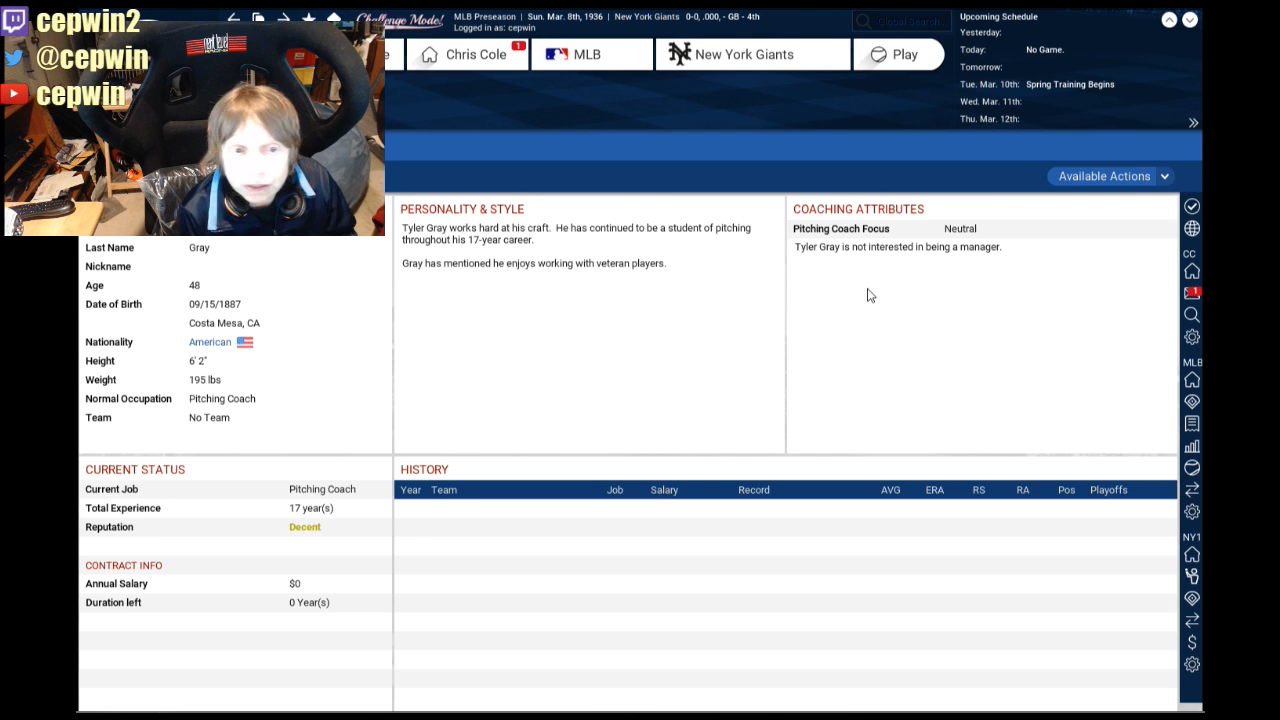 cepwin2
@cepwin
cepwin
next level
Challenge Mode!
MLB Preseason | Sun. Mar. 8th, 1936 | New York Giants 0-0, .000, - GB - 4th
Logged in as: cepwin
Global Search...
e
Chris Cole
1
MLB
New York Giants
Play
Upcoming Schedule
Yesterday:
Today: No Game.
Tomorrow:
Tue. Mar. 10th: Spring Training Begins
Wed. Mar. 11th:
Thu. Mar. 12th:
Available Actions
Last Name Gray
Nickname
Age 48
Date of Birth 09/15/1887
Costa Mesa, CA
Nationality American
Height 6' 2"
Weight 195 lbs
Normal Occupation Pitching Coach
Team No Team
PERSONALITY & STYLE
Tyler Gray works hard at his craft. He has continued to be a student of pitching
throughout his 17-year career.
Gray has mentioned he enjoys working with veteran players.
COACHING ATTRIBUTES
Pitching Coach Focus Neutral
Tyler Gray is not interested in being a manager.
CURRENT STATUS
Current Job Pitching Coach
Total Experience 17 year(s)
Reputation Decent
CONTRACT INFO
Annual Salary $0
Duration left 0 Year(s)
HISTORY
Year Team Job Salary Record AVG ERA RS RA Pos Playoffs
CC
1
MLB
NY1
$